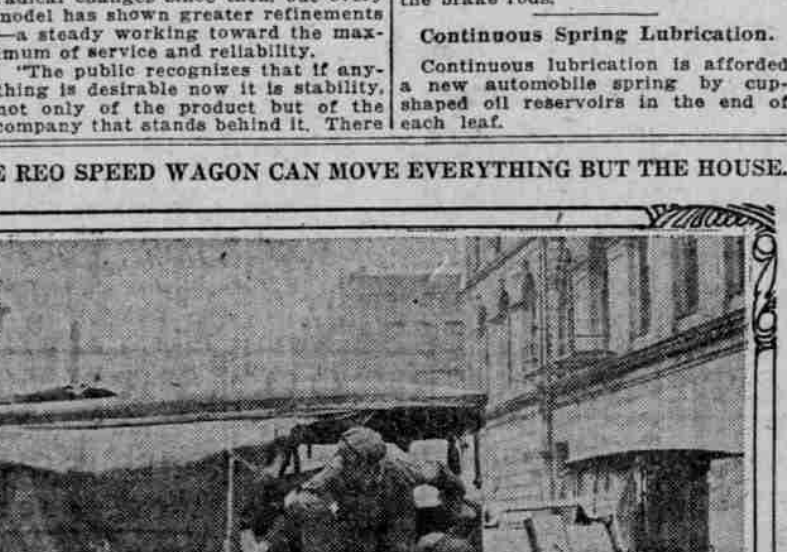 model has shown greater refinements
—a steady working toward the max-
mum of service and reliability.
"The public recognizes that if any-
thing is desirable now it is stability,
not only of the product but of the
company that stands behind it. There
the brake rods.
Continuous Spring Lubrication.
Continuous lubrication is afforded
a new automobile spring by cup-
shaped oil reservoirs in the end of
each leaf.
E REO SPEED WAGON CAN MOVE EVERYTHING BUT THE HOUSE.